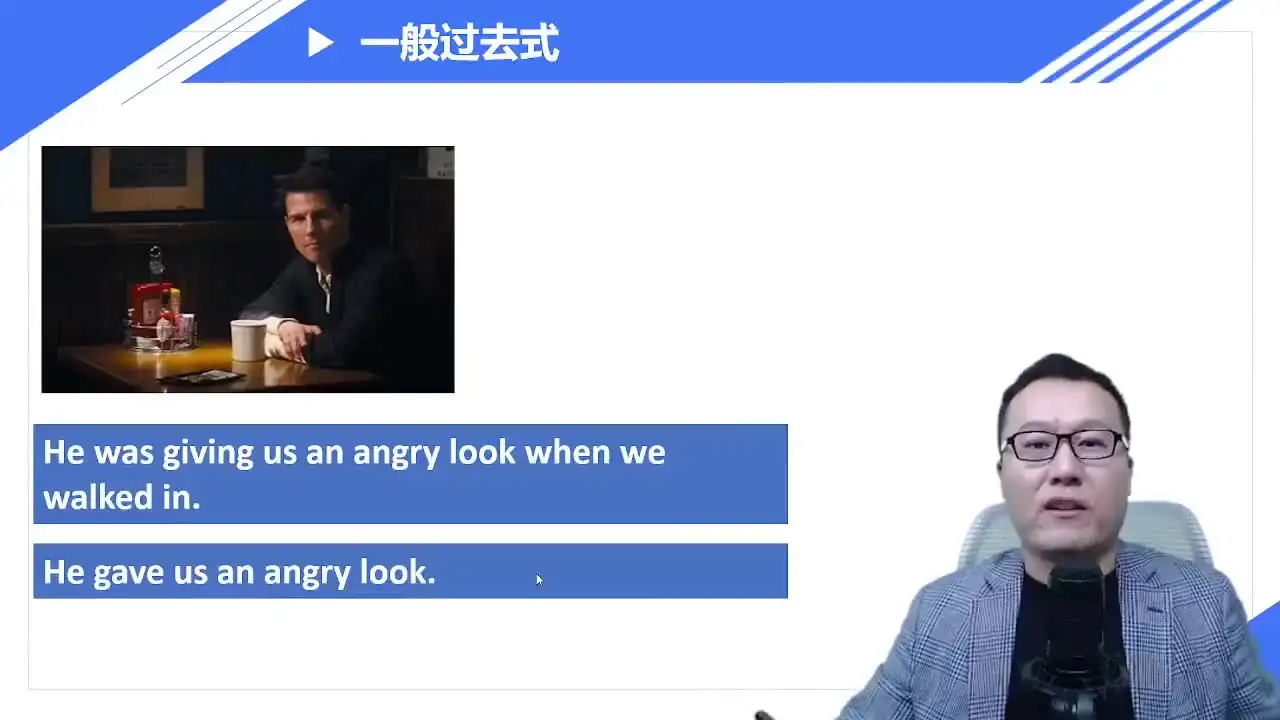 一般过去式
He was giving us an angry look when we
walked in.
He gave us an angry look.